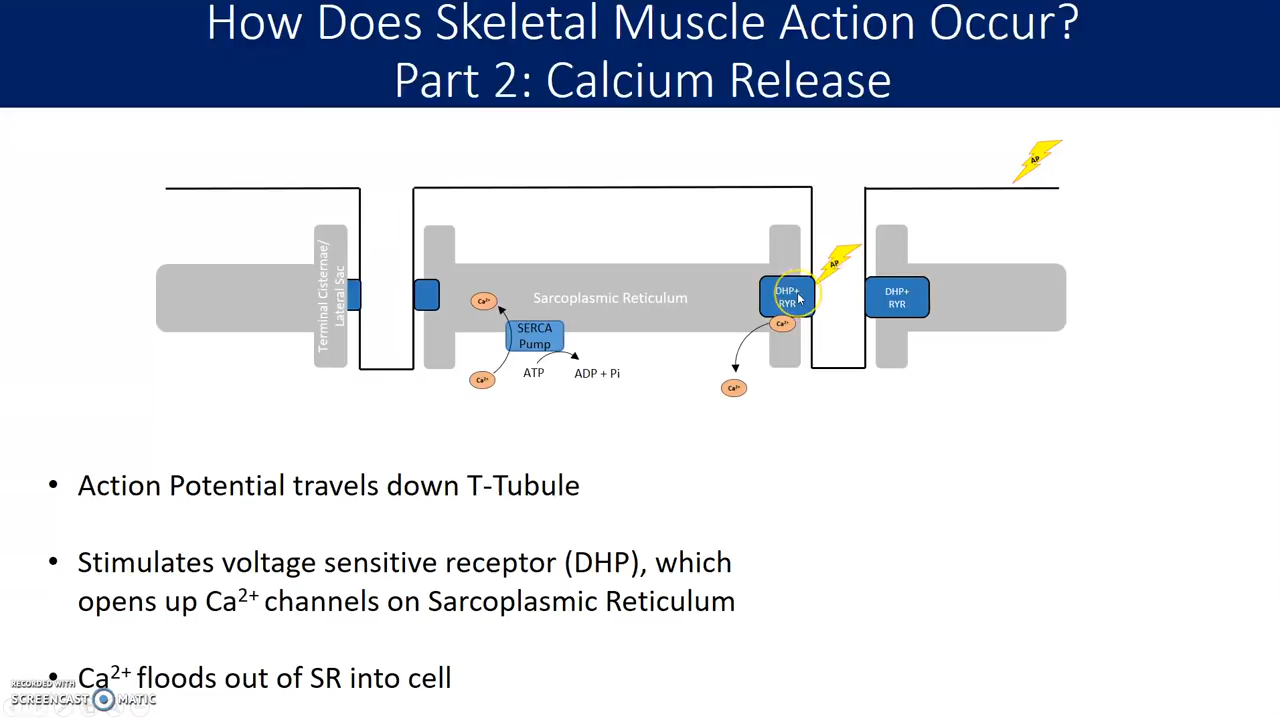 How Does Skeletal Muscle Action Occur?
Part 2: Calcium Release
AP
AP
Terminal Cisternae/
Lateral Sac
Ca²⁺
Sarcoplasmic Reticulum
DHP+
RYR
DHP+
RYR
SERCA
Pump
Ca²⁺
Ca²⁺
ATP
ADP + Pi
Ca²⁺
• Action Potential travels down T-Tubule
• Stimulates voltage sensitive receptor (DHP), which
opens up Ca²⁺ channels on Sarcoplasmic Reticulum
• Ca²⁺ floods out of SR into cell
RECORDED WITH
SCREENCAST MATIC